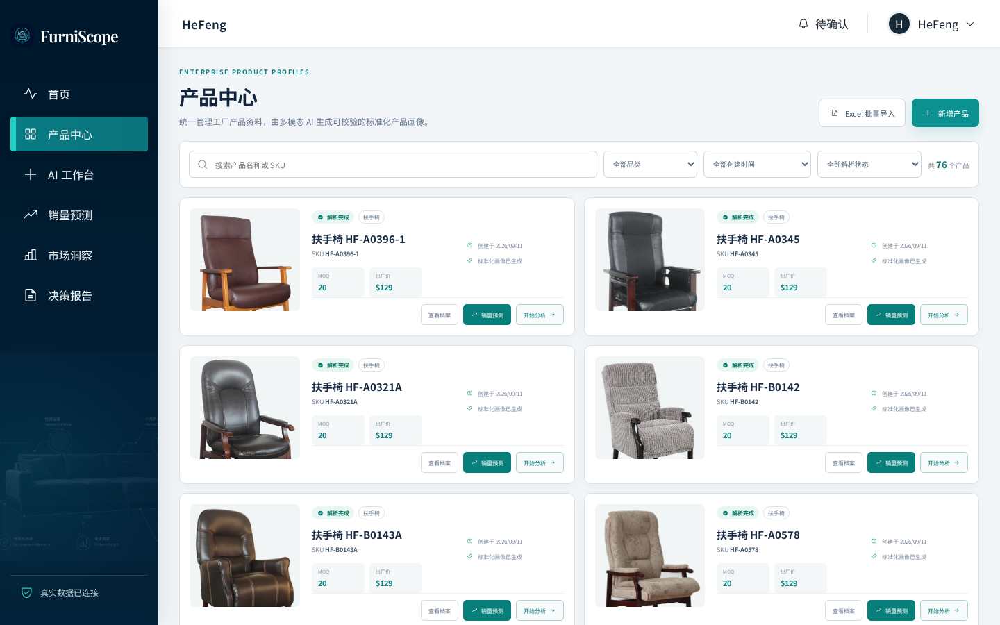 FurniScope
首页
产品中心
AI 工作台
销量预测
市场洞察
决策报告
真实数据已连接
HeFeng
待确认
H
HeFeng
ENTERPRISE PRODUCT PROFILES
产品中心
统一管理工厂产品资料，由多模态 AI 生成可校验的标准化产品画像。
Excel 批量导入
新增产品
搜索产品名称或 SKU
全部品类
全部创建时间
全部解析状态
共 76 个产品
解析完成
扶手椅
扶手椅 HF-A0396-1
SKU HF-A0396-1
创建于 2026/09/11
标准化画像已生成
MOQ
20
出厂价
$129
查看档案
销量预测
开始分析
解析完成
扶手椅
扶手椅 HF-A0345
SKU HF-A0345
创建于 2026/09/11
标准化画像已生成
MOQ
20
出厂价
$129
查看档案
销量预测
开始分析
解析完成
扶手椅
扶手椅 HF-A0321A
SKU HF-A0321A
创建于 2026/09/11
标准化画像已生成
MOQ
20
出厂价
$129
查看档案
销量预测
开始分析
解析完成
扶手椅
扶手椅 HF-B0142
SKU HF-B0142
创建于 2026/09/11
标准化画像已生成
MOQ
20
出厂价
$129
查看档案
销量预测
开始分析
解析完成
扶手椅
扶手椅 HF-B0143A
SKU HF-B0143A
创建于 2026/09/11
标准化画像已生成
MOQ
20
出厂价
$129
查看档案
销量预测
开始分析
解析完成
扶手椅
扶手椅 HF-A0578
SKU HF-A0578
创建于 2026/09/11
标准化画像已生成
MOQ
20
出厂价
$129
查看档案
销量预测
开始分析